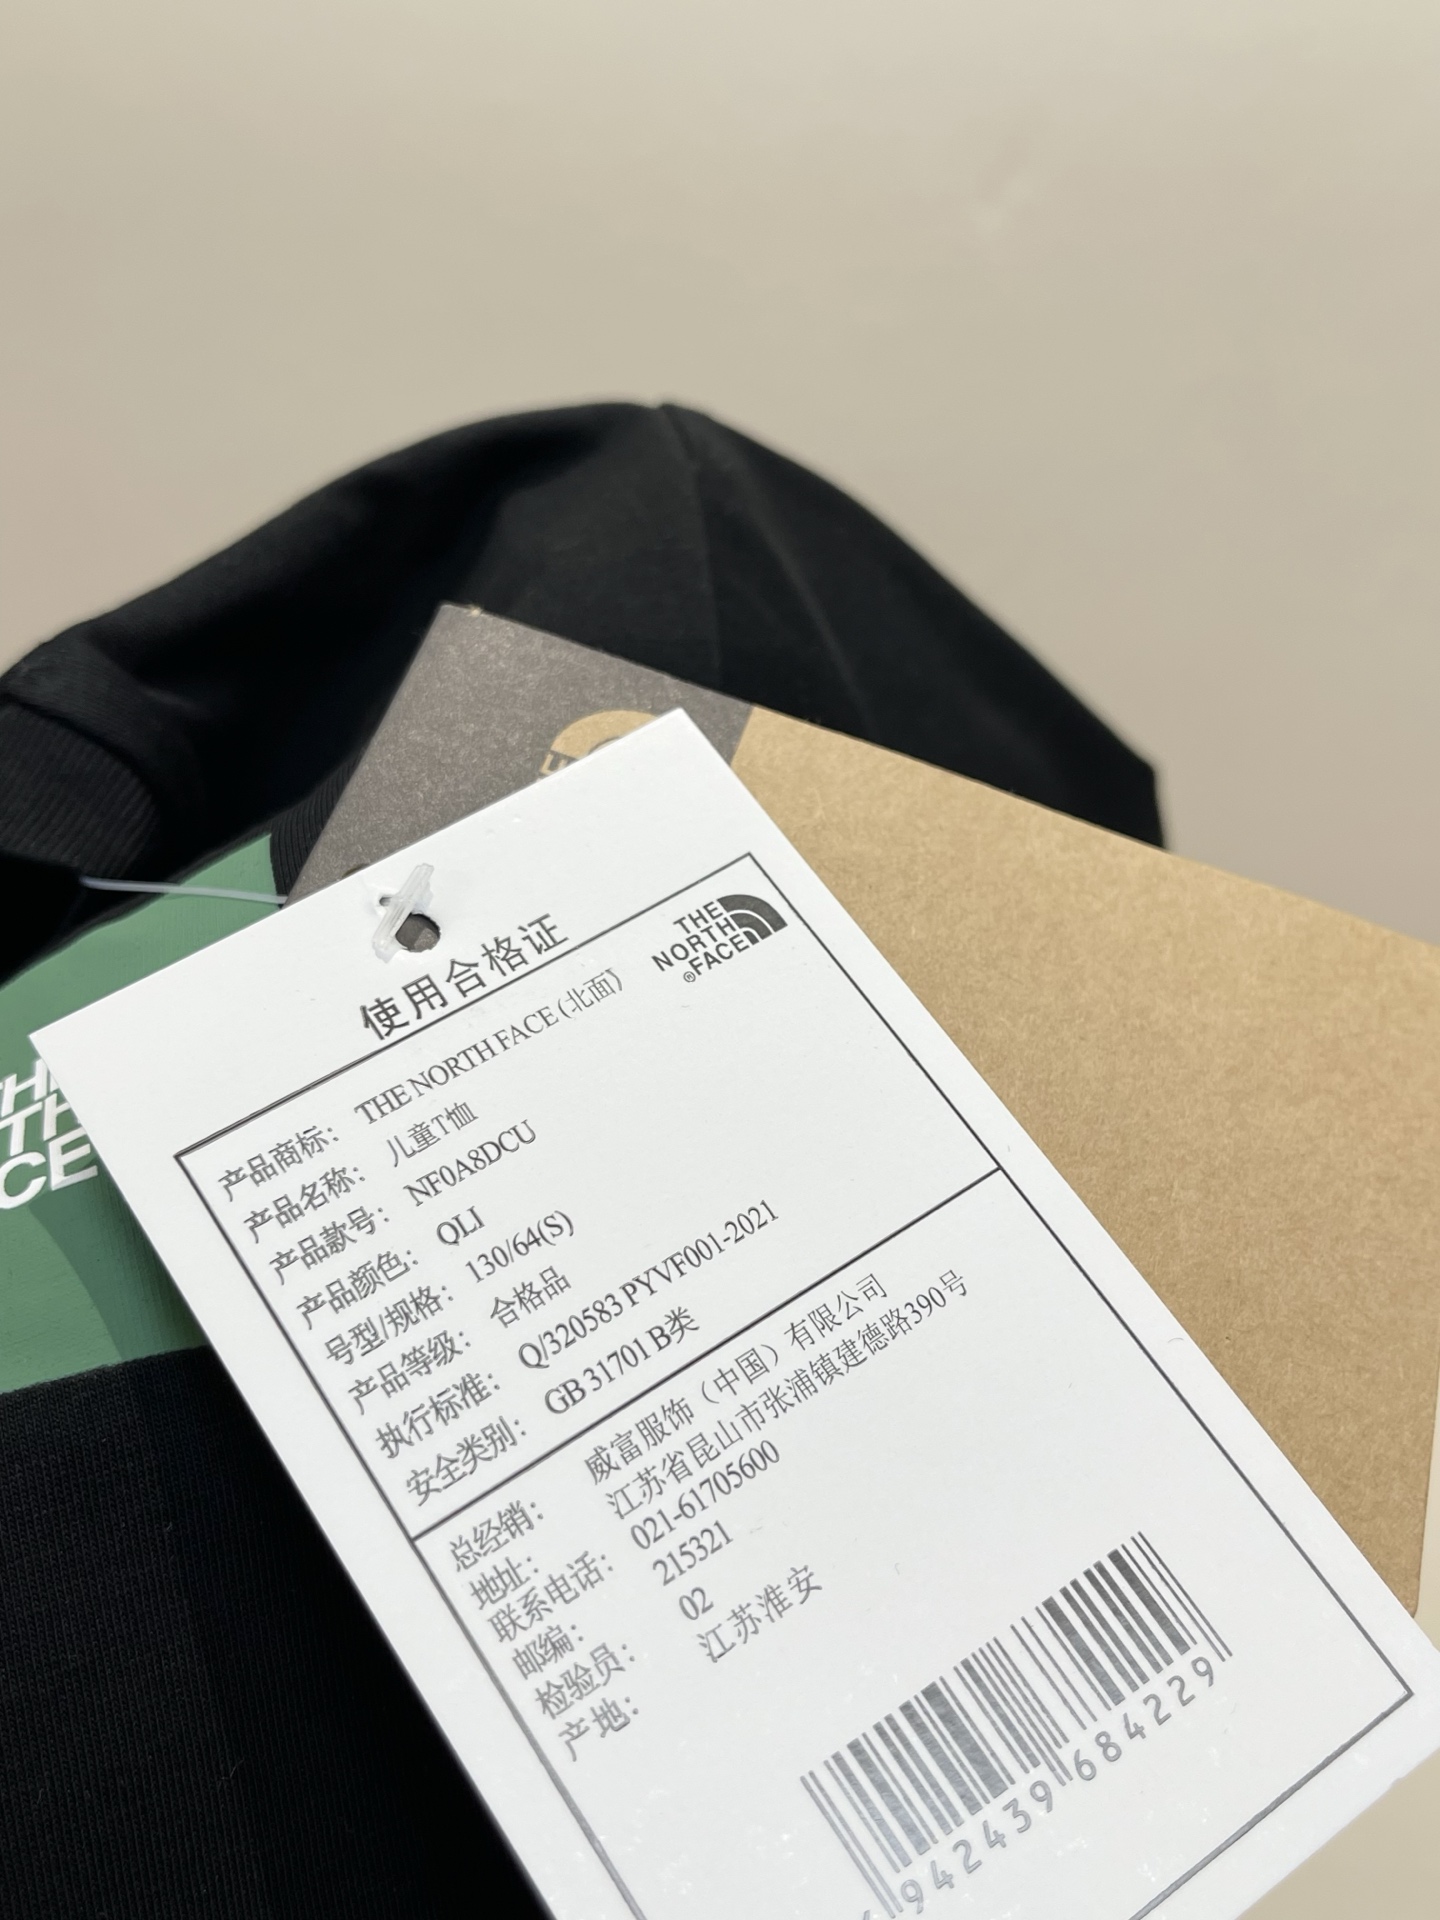 使用合格证
THE
NORTH
FACE®
产品商标： THE NORTH FACE (北面)
产品名称： 儿童T恤
产品款号： NF0A8DCU
产品颜色： QLI
号型/规格： 130/64(S)
产品等级： 合格品
执行标准： Q/320583 PYVF001-2021
安全类别： GB 31701 B类
总经销： 威富服饰（中国）有限公司
地址： 江苏省昆山市张浦镇建德路390号
联系电话： 021-61705600
邮编： 215321
检验员： 02
产地： 江苏淮安
942439 684229